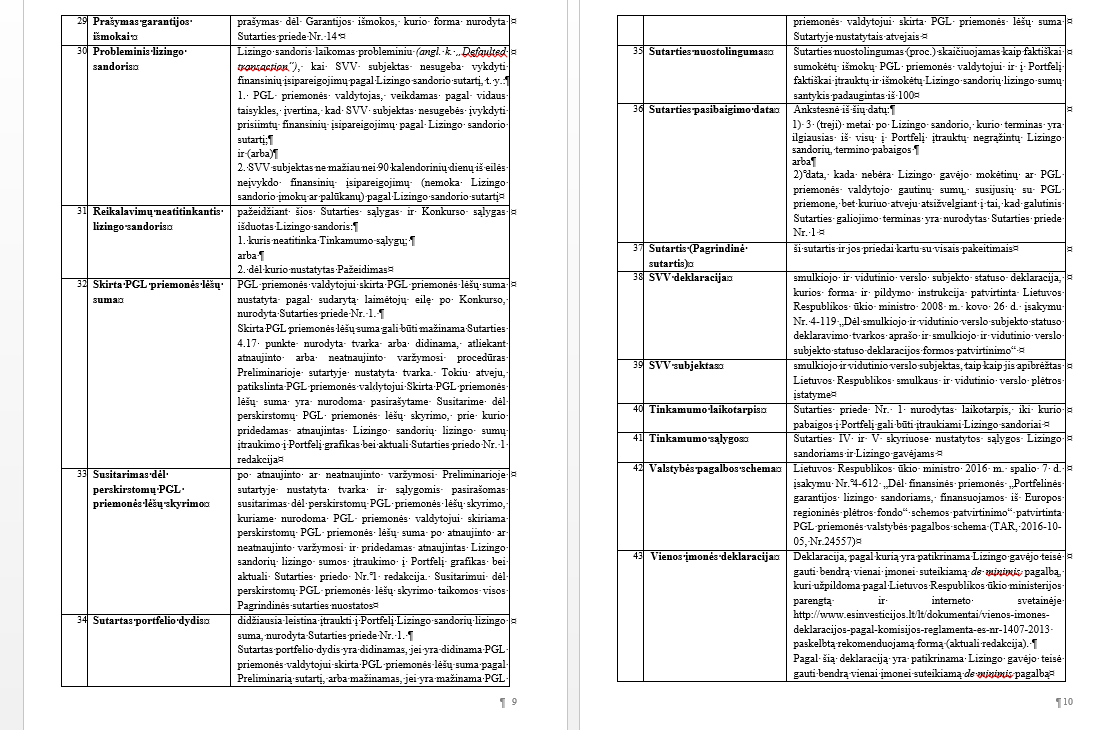 29 Prašymas garantijos išmokai
prašymas dėl Garantijos išmokos, kurio forma nurodyta
Sutarties priede Nr. 14
30 Probleminis lizingo sandoris
Lizingo sandoris laikomas probleminiu (angl. k. „Defaulted
transaction“), kai SVV subjektas nesugeba vykdyti
finansinių įsipareigojimų pagal Lizingo sandorio sutartį, t. y.:
1. PGL priemonės valdytojas, veikdamas pagal vidaus
taisykles, įvertina, kad SVV subjektas nesugebės įvykdyti
prisiimtų finansinių įsipareigojimų pagal Lizingo sandorio
sutartį;
ir (arba)
2. SVV subjektas ne mažiau nei 90 kalendorinių dienų iš eilės
neįvykdo finansinių įsipareigojimų (nemoka Lizingo
sandorio įmokų ar palūkanų) pagal Lizingo sandorio sutartį
31 Reikalavimų neatitinkantis lizingo sandoris
pažeidžiant šios Sutarties sąlygas ir Konkurso sąlygas
išduotas Lizingo sandoris:
1. kuris neatitinka Tinkamumo sąlygų;
arba
2. dėl kurio nustatytas Pažeidimas
32 Skirta PGL priemonės lėšų suma
PGL priemonės valdytojui skirta PGL priemonės lėšų suma
nustatyta pagal sudarytą laimėtojų eilę po Konkurso,
nurodyta Sutarties priede Nr. 1.
Skirta PGL priemonės lėšų suma gali būti mažinama Sutarties
4.17 punkte nurodyta tvarka arba didinama, atliekant
atnaujinto arba neatnaujinto varžymosi procedūras
Preliminarioje sutartyje nustatyta tvarka. Tokiu atveju,
patikslinta PGL priemonės valdytojui Skirta PGL priemonės
lėšų suma yra nurodoma pasirašytame Susitarime dėl
perskirstomų PGL priemonės lėšų skyrimo, prie kurio
pridedamas atnaujintas Lizingo sandorių lizingo sumų
įtraukimo į Portfelį grafikas bei aktuali Sutarties priedo Nr. 1
redakcija
33 Susitarimas dėl perskirstomų PGL priemonės lėšų skyrimo
po atnaujinto ar neatnaujinto varžymosi Preliminarioje
sutartyje nustatyta tvarka ir sąlygomis pasirašomas
susitarimas dėl perskirstomų PGL priemonės lėšų skyrimo,
kuriame nurodoma PGL priemonės valdytojui skiriama
perskirstomų PGL priemonės lėšų suma po atnaujinto ar
neatnaujinto varžymosi ir pridedamas atnaujintas Lizingo
sandorių lizingo sumos įtraukimo į Portfelį grafikas bei
aktuali Sutarties priedo Nr. 1 redakcija. Susitarimui dėl
perskirstomų PGL priemonės lėšų skyrimo taikomos visos
Pagrindinės sutarties nuostatos
34 Sutartas portfelio dydis
didžiausia leistina įtraukti į Portfelį Lizingo sandorių lizingo
suma, nurodyta Sutarties priede Nr. 1.
Sutartas portfelio dydis yra didinamas, jei yra didinama PGL
priemonės valdytojui skirta PGL priemonės lėšų suma pagal
Preliminarią sutartį, arba mažinamas, jei yra mažinama PGL
9
priemonės valdytojui skirta PGL priemonės lėšų suma
Sutartyje nustatytais atvejais
35 Sutarties nuostolingumas
Sutarties nuostolingumas (proc.) skaičiuojamas kaip faktiškai
sumokėtų išmokų PGL priemonės valdytojui ir į Portfelį
faktiškai įtrauktų ir išmokėtų Lizingo sandorių lizingo sumų
santykis padaugintas iš 100
36 Sutarties pasibaigimo data
Ankstesnė iš šių datų:
1) 3 (treji) metai po Lizingo sandorio, kurio terminas yra
ilgiausias iš visų į Portfelį įtrauktų negrąžintų Lizingo
sandorių, termino pabaigos
arba
2) data, kada nebėra Lizingo gavėjo mokėtinų ar PGL
priemonės valdytojo gautinų sumų, susijusių su PGL
priemone, bet kuriuo atveju atsižvelgiant į tai, kad galutinis
Sutarties galiojimo terminas yra nurodytas Sutarties priede
Nr. 1
37 Sutartis (Pagrindinė sutartis)
ši sutartis ir jos priedai kartu su visais pakeitimais
38 SVV deklaracija
smulkiojo ir vidutinio verslo subjekto statuso deklaracija,
kurios forma ir pildymo instrukcija patvirtinta Lietuvos
Respublikos ūkio ministro 2008 m. kovo 26 d. įsakymu
Nr. 4-119 „Dėl smulkiojo ir vidutinio verslo subjekto statuso
deklaravimo tvarkos aprašo ir smulkiojo ir vidutinio verslo
subjekto statuso deklaracijos formos patvirtinimo“
39 SVV subjektas
smulkiojo ir vidutinio verslo subjektas, taip kaip jis apibrėžtas
Lietuvos Respublikos smulkaus ir vidutinio verslo plėtros
įstatyme
40 Tinkamumo laikotarpis
Sutarties priede Nr. 1 nurodytas laikotarpis, iki kurio
pabaigos į Portfelį gali būti įtraukiami Lizingo sandoriai
41 Tinkamumo sąlygos
Sutarties IV ir V skyriuose nustatytos sąlygos Lizingo
sandoriams ir Lizingo gavėjams
42 Valstybės pagalbos schema
Lietuvos Respublikos ūkio ministro 2016 m. spalio 7 d.
įsakymu Nr. 4-612 „Dėl finansinės priemonės „Portfelinės
garantijos lizingo sandoriams, finansuojamos iš Europos
regioninės plėtros fondo“ schemos patvirtinimo“ patvirtinta
PGL priemonės valstybės pagalbos schema (TAR, 2016-10-
05, Nr.24557)
43 Vienos įmonės deklaracija
Deklaracija, pagal kurią yra patikrinama Lizingo gavėjo teisė
gauti bendrą vienai įmonei suteikiamą de minimis pagalbą,
kuri užpildoma pagal Lietuvos Respublikos ūkio ministerijos
parengtą ir interneto svetainėje
http://www.esinvesticijos.lt/lt/dokumentai/vienos-imones-
deklaracijos-pagal-komisijos-reglamenta-es-nr-1407-2013
paskelbtą rekomenduojamą formą (aktuali redakcija).
Pagal šią deklaraciją yra patikrinama Lizingo gavėjo teisė
gauti bendrą vienai įmonei suteikiamą de minimis pagalbą
10